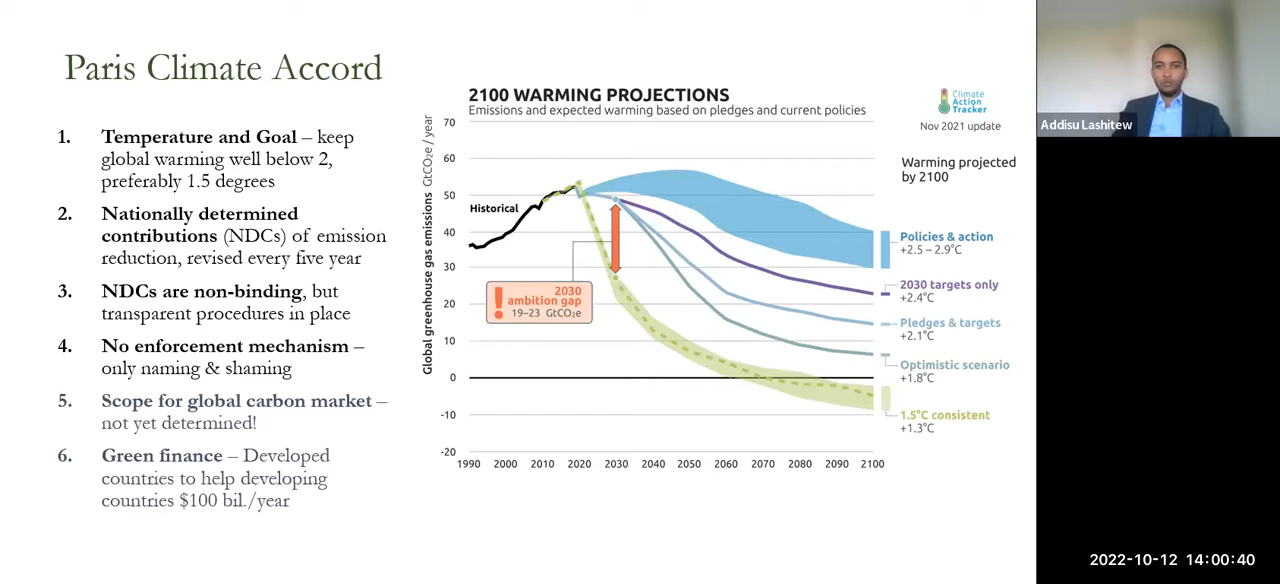 Paris Climate Accord
1. Temperature and Goal – keep
global warming well below 2,
preferably 1.5 degrees
2. Nationally determined
contributions (NDCs) of emission
reduction, revised every five year
3. NDCs are non-binding, but
transparent procedures in place
4. No enforcement mechanism –
only naming & shaming
5. Scope for global carbon market –
not yet determined!
6. Green finance – Developed
countries to help developing
countries $100 bil./year
2100 WARMING PROJECTIONS
Emissions and expected warming based on pledges and current policies
Climate
Action
Tracker
Nov 2021 update
Global greenhouse gas emissions GtCO₂e / year
70
60
50
40
30
20
10
0
-10
-20
1990 2000 2010 2020 2030 2040 2050 2060 2070 2080 2090 2100
Historical
2030
ambition gap
19–23 GtCO₂e
Warming projected
by 2100
Policies & action
+2.5 – 2.9°C
2030 targets only
+2.4°C
Pledges & targets
+2.1°C
Optimistic scenario
+1.8°C
1.5°C consistent
+1.3°C
Addisu Lashitew
2022-10-12 14:00:40